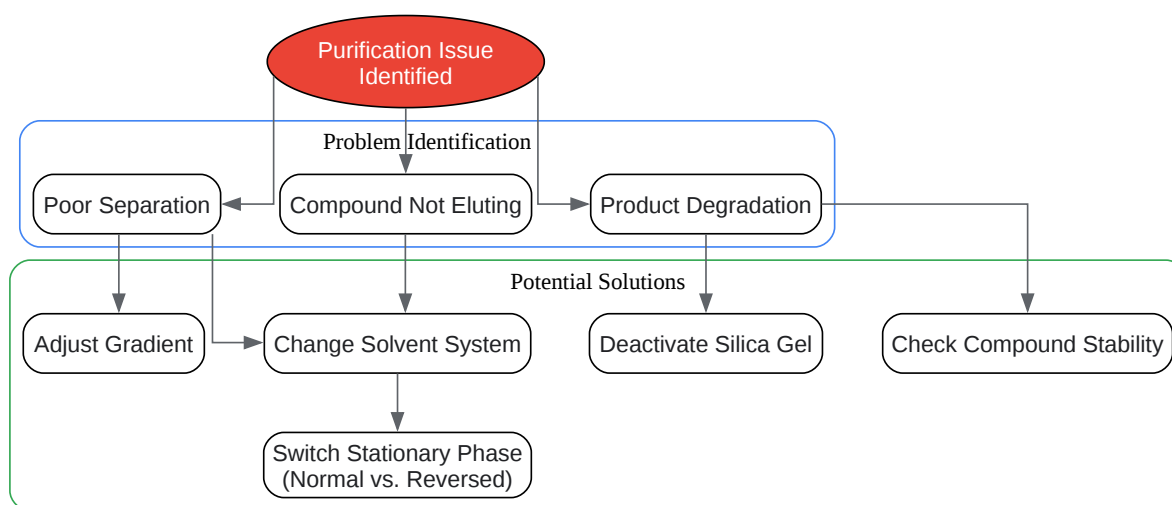 Purification Issue
Identified
Problem Identification
Poor Separation
Compound Not Eluting
Product Degradation
Potential Solutions
Adjust Gradient
Change Solvent System
Deactivate Silica Gel
Check Compound Stability
Switch Stationary Phase
(Normal vs. Reversed)